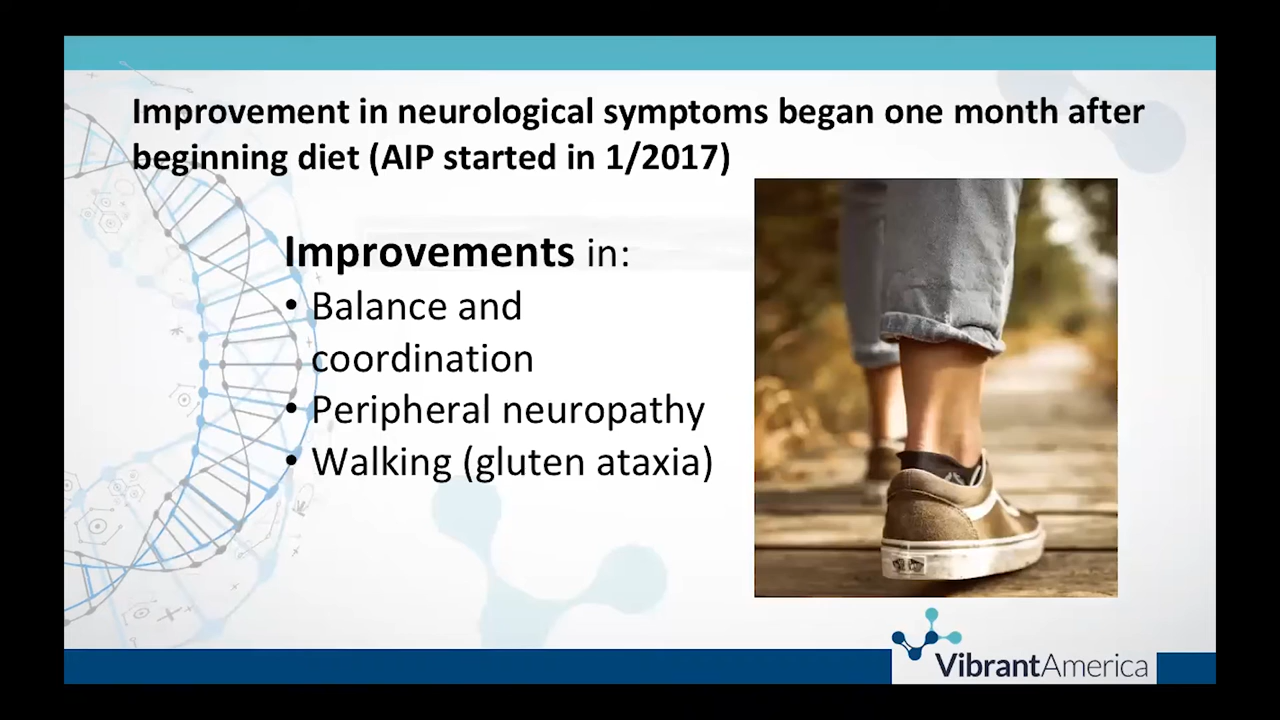 Improvement in neurological symptoms began one month after
beginning diet (AIP started in 1/2017)
Improvements in:
• Balance and
coordination
• Peripheral neuropathy
• Walking (gluten ataxia)
VibrantAmerica